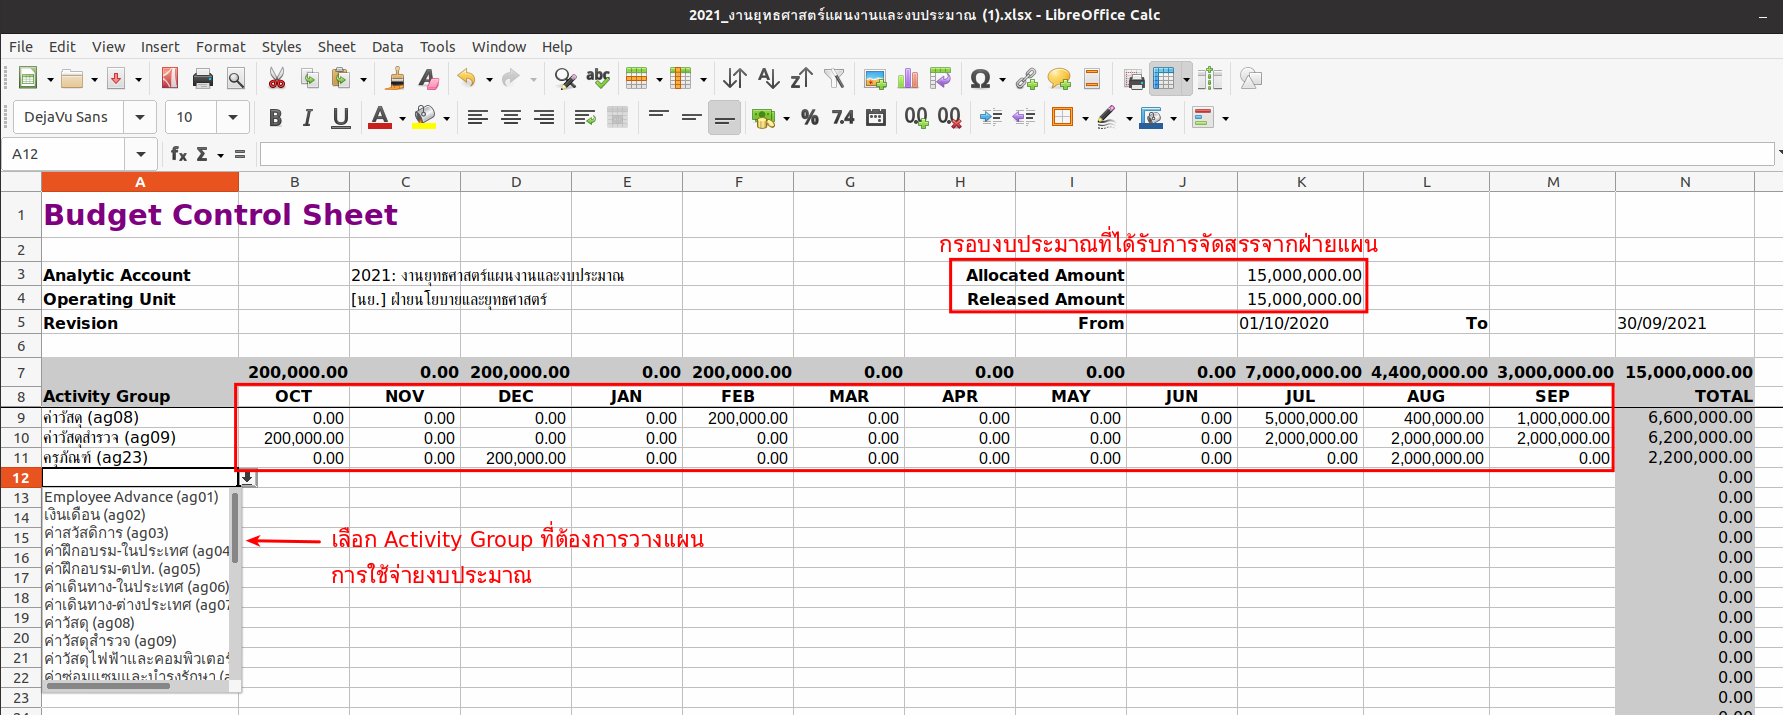 2021_งานยุทธศาสตร์แผนงานและงบประมาณ (1).xlsx - LibreOffice Calc
File Edit View Insert Format Styles Sheet Data Tools Window Help
DejaVu Sans 10
A12
A B C D E F G H I J K L M N
1 Budget Control Sheet
2 กรอบงบประมาณที่ได้รับการจัดสรรจากฝ่ายแผน
3 Analytic Account 2021: งานยุทธศาสตร์แผนงานและงบประมาณ Allocated Amount 15,000,000.00
4 Operating Unit [นย.] ฝ่ายนโยบายและยุทธศาสตร์ Released Amount 15,000,000.00
5 Revision From 01/10/2020 To 30/09/2021
6
7 200,000.00 0.00 200,000.00 0.00 200,000.00 0.00 0.00 0.00 0.00 7,000,000.00 4,400,000.00 3,000,000.00 15,000,000.00
8 Activity Group OCT NOV DEC JAN FEB MAR APR MAY JUN JUL AUG SEP TOTAL
9 ค่าวัสดุ (ag08) 0.00 0.00 0.00 0.00 200,000.00 0.00 0.00 0.00 0.00 5,000,000.00 400,000.00 1,000,000.00 6,600,000.00
10 ค่าวัสดุสำรวจ (ag09) 200,000.00 0.00 0.00 0.00 0.00 0.00 0.00 0.00 0.00 2,000,000.00 2,000,000.00 2,000,000.00 6,200,000.00
11 ครุภัณฑ์ (ag23) 0.00 0.00 200,000.00 0.00 0.00 0.00 0.00 0.00 0.00 0.00 2,000,000.00 0.00 2,200,000.00
12 0.00
13 Employee Advance (ag01) 0.00
14 เงินเดือน (ag02) 0.00
15 ค่าสวัสดิการ (ag03) เลือก Activity Group ที่ต้องการวางแผน 0.00
16 ค่าฝึกอบรม-ในประเทศ (ag04 0.00
17 ค่าฝึกอบรม-ตปท. (ag05) การใช้จ่ายงบประมาณ 0.00
ค่าเดินทาง-ในประเทศ (ag06)
18 ค่าเดินทาง-ต่างประเทศ (ag07 0.00
19 ค่าวัสดุ (ag08) 0.00
20 ค่าวัสดุสำรวจ (ag09) 0.00
21 ค่าวัสดุไฟฟ้าและคอมพิวเตอร์ 0.00
22 ค่าซ่อมแซมและบำรุงรักษา (a 0.00
23 0.00